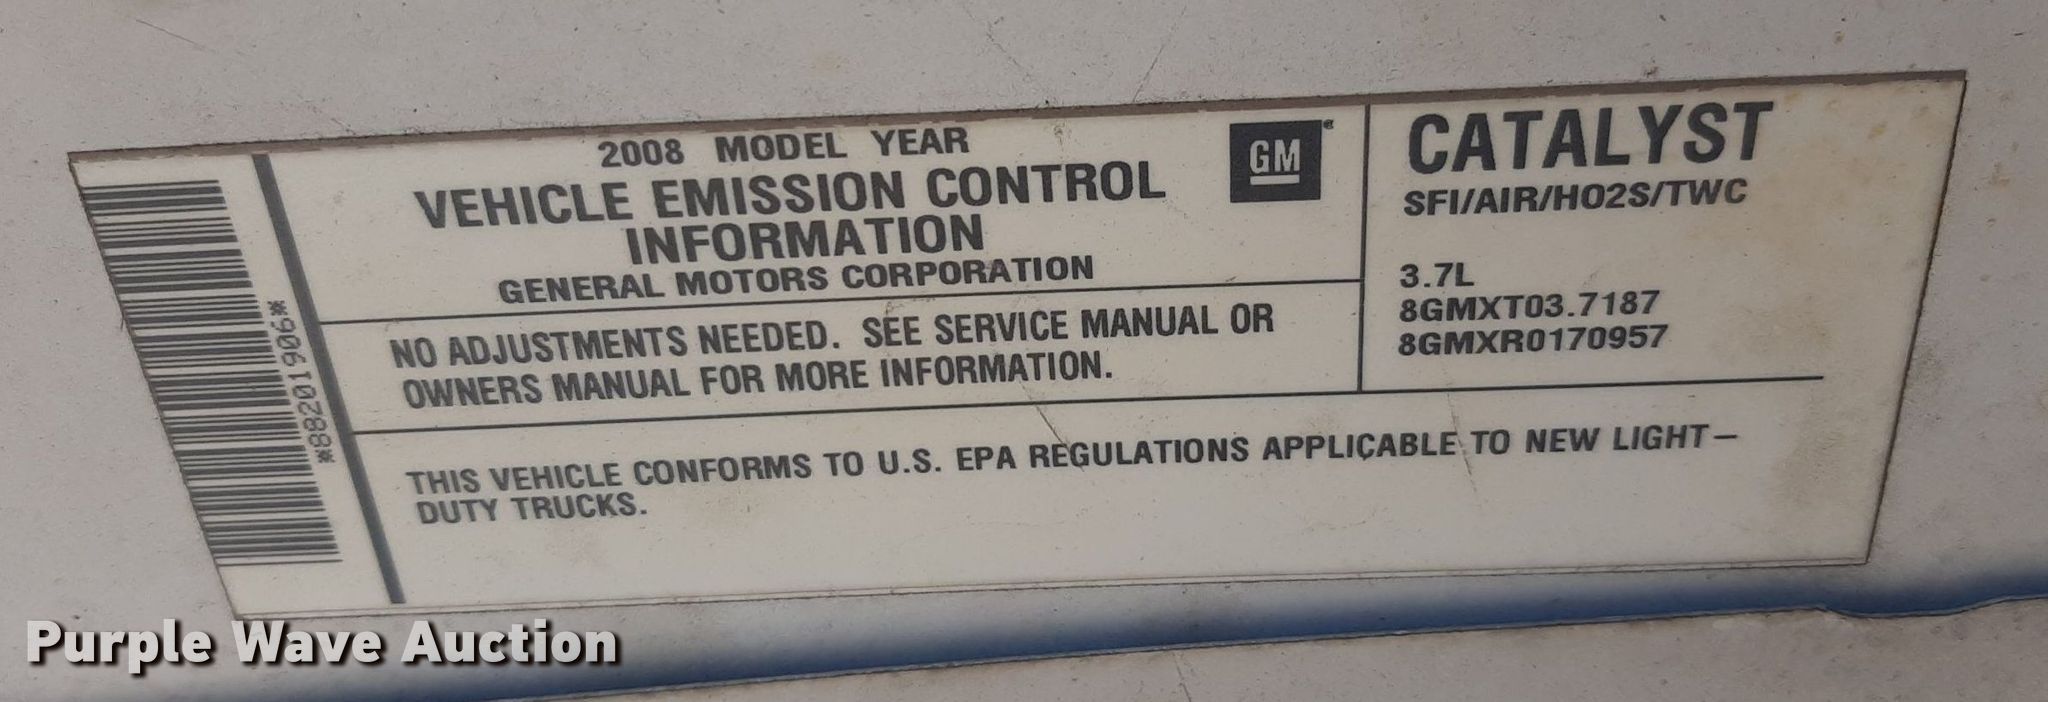 2008 MODEL YEAR
VEHICLE EMISSION CONTROL
INFORMATION
GENERAL MOTORS CORPORATION
GM
NO ADJUSTMENTS NEEDED. SEE SERVICE MANUAL OR
OWNERS MANUAL FOR MORE INFORMATION.
CATALYST
SFI/AIR/HO2S/TWC
3.7L
8GMXT03.7187
8GMXR0170957
THIS VEHICLE CONFORMS TO U.S. EPA REGULATIONS APPLICABLE TO NEW LIGHT–
DUTY TRUCKS.
*88201906*
Purple Wave Auction